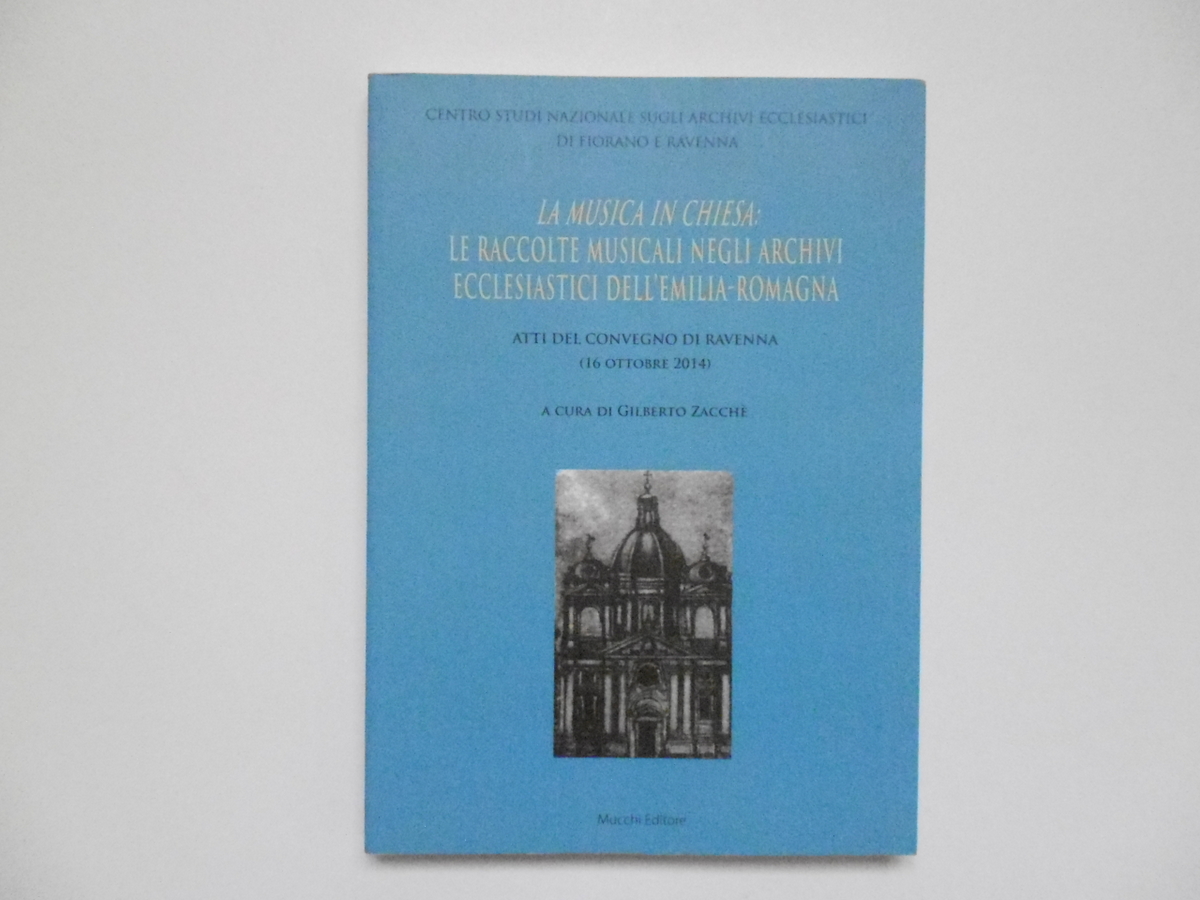 CENTRO STUDI NAZIONALE SUGLI ARCHIVI ECCLESIASTICI
DI FIORANO E RAVENNA
LA MUSICA IN CHIESA:
LE RACCOLTE MUSICALI NEGLI ARCHIVI
ECCLESIASTICI DELL'EMILIA-ROMAGNA
ATTI DEL CONVEGNO DI RAVENNA
(16 OTTOBRE 2014)
A CURA DI GILBERTO ZACCHÈ
Mucchi Editore